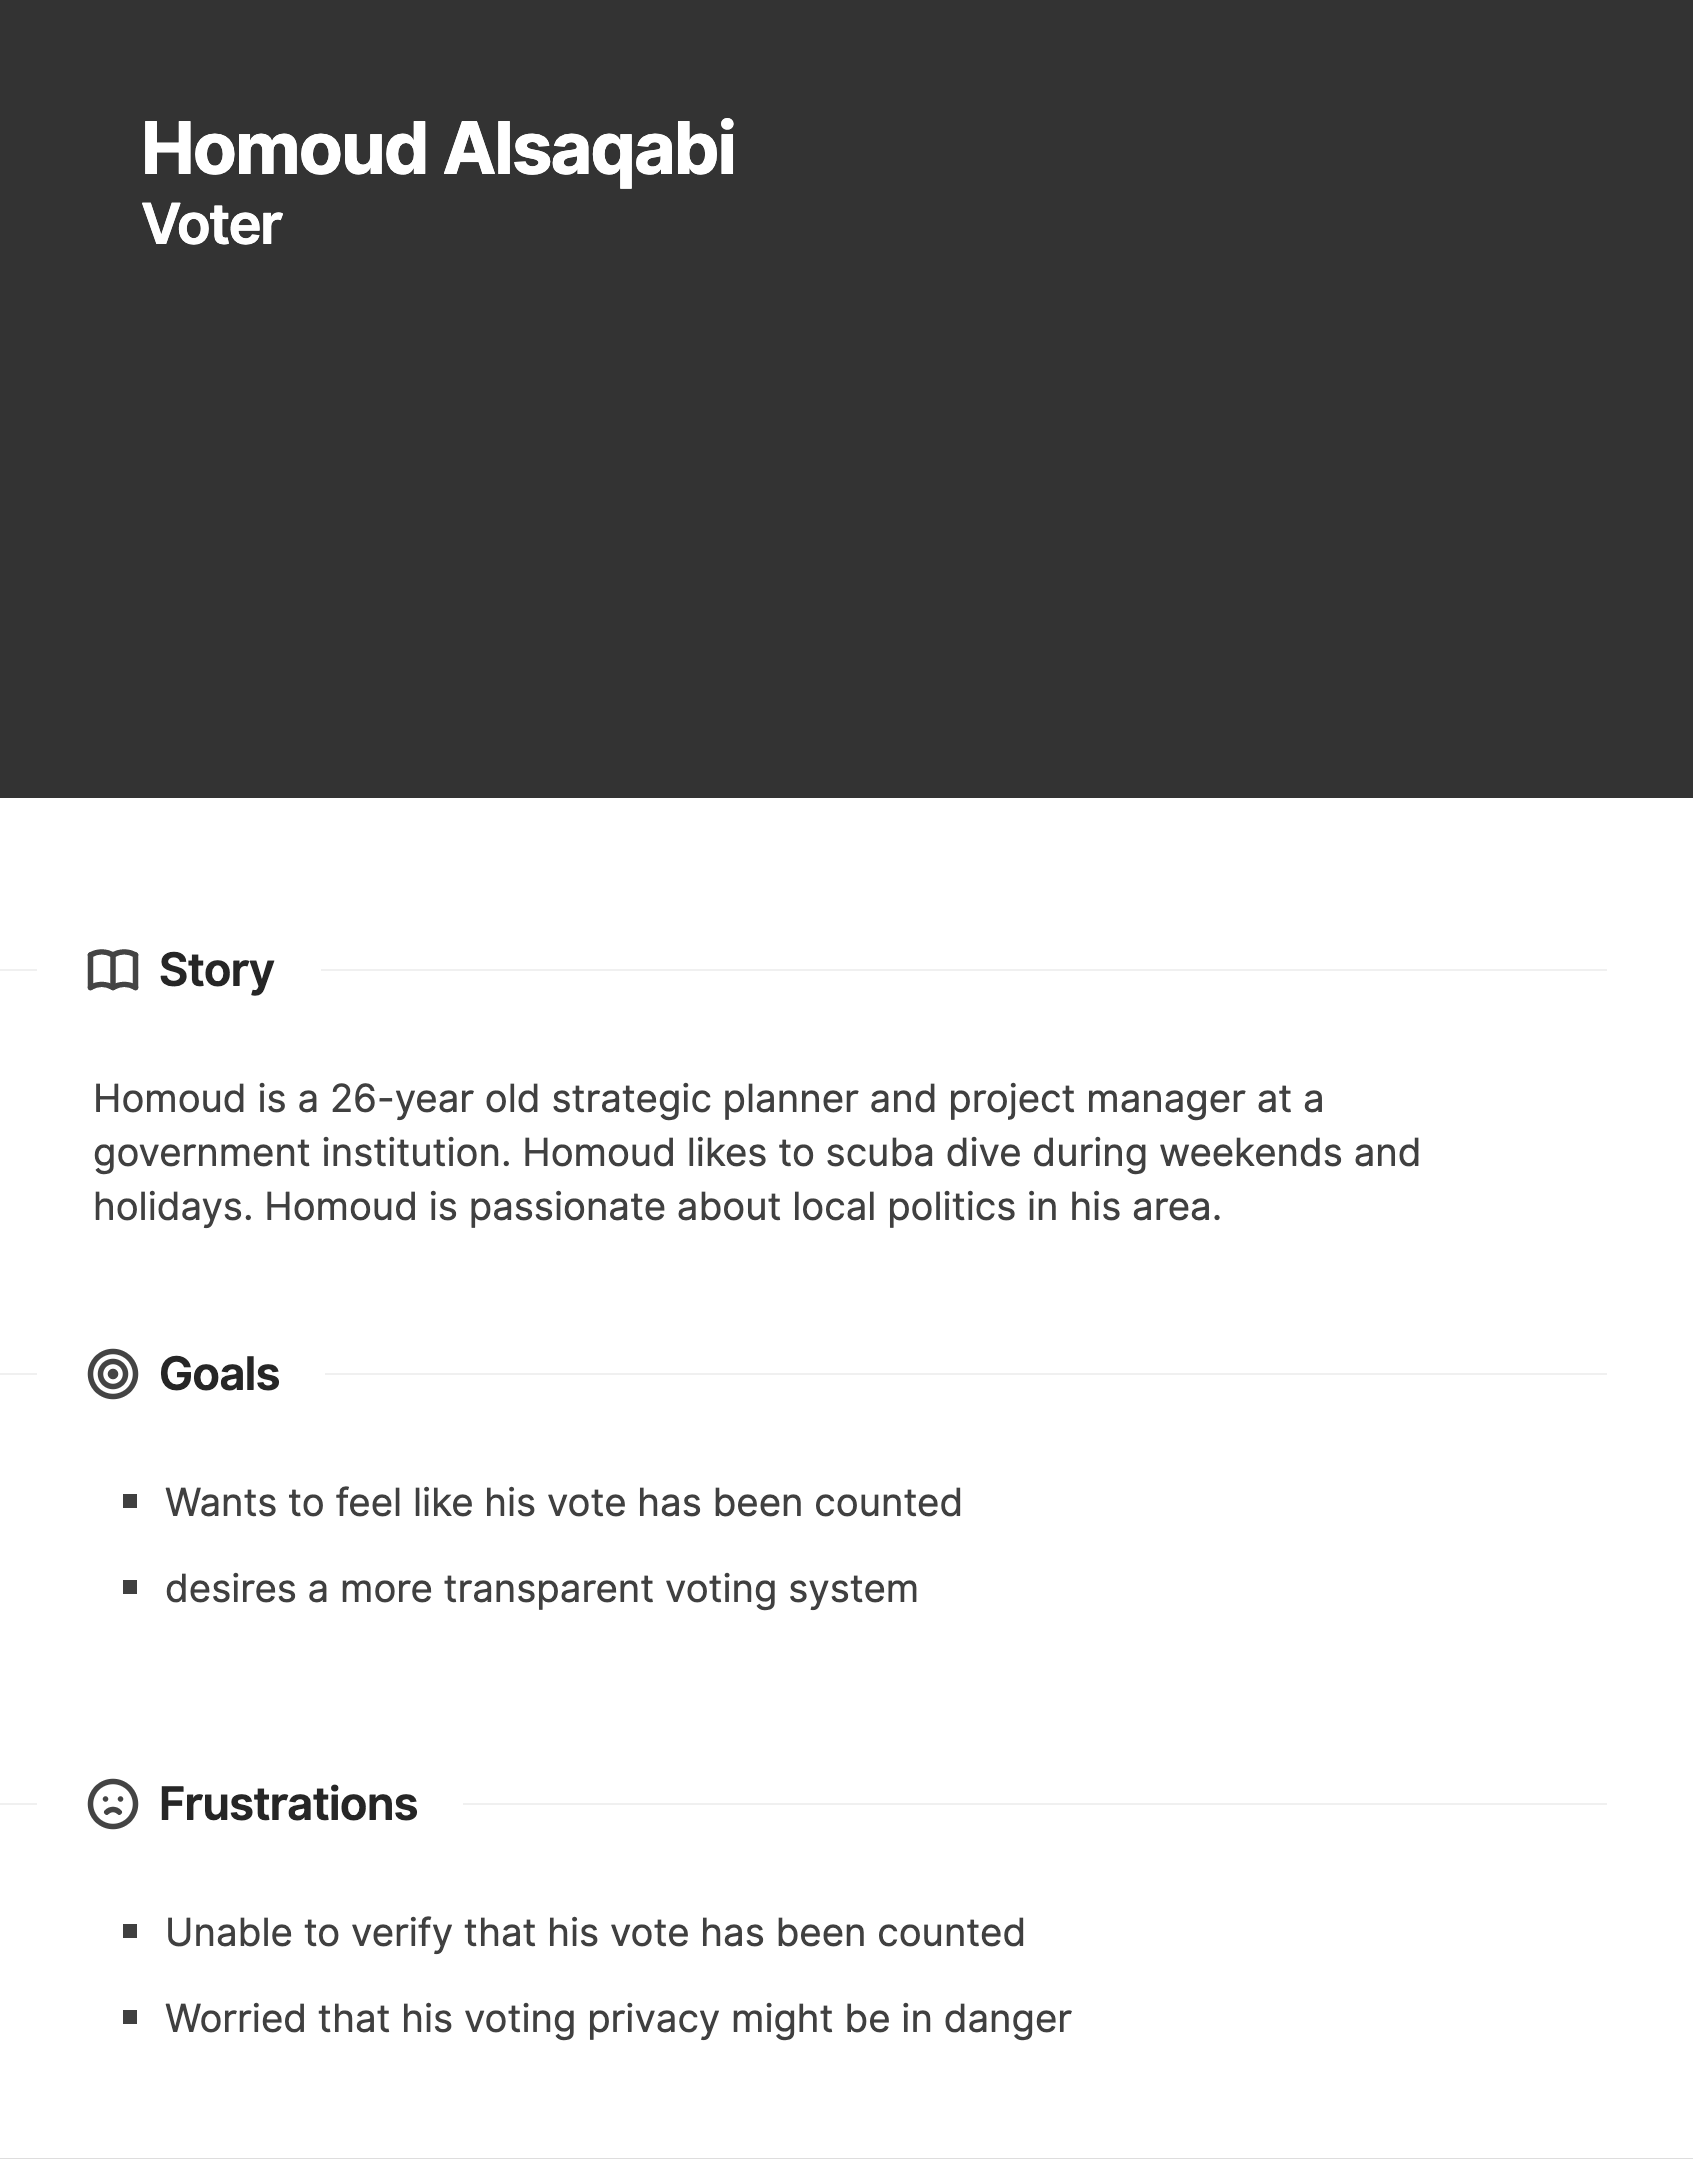 Homoud Alsaqabi
Voter
Story
Homoud is a 26-year old strategic planner and project manager at a
government institution. Homoud likes to scuba dive during weekends and
holidays. Homoud is passionate about local politics in his area.
Goals
Wants to feel like his vote has been counted
desires a more transparent voting system
Frustrations
Unable to verify that his vote has been counted
Worried that his voting privacy might be in danger